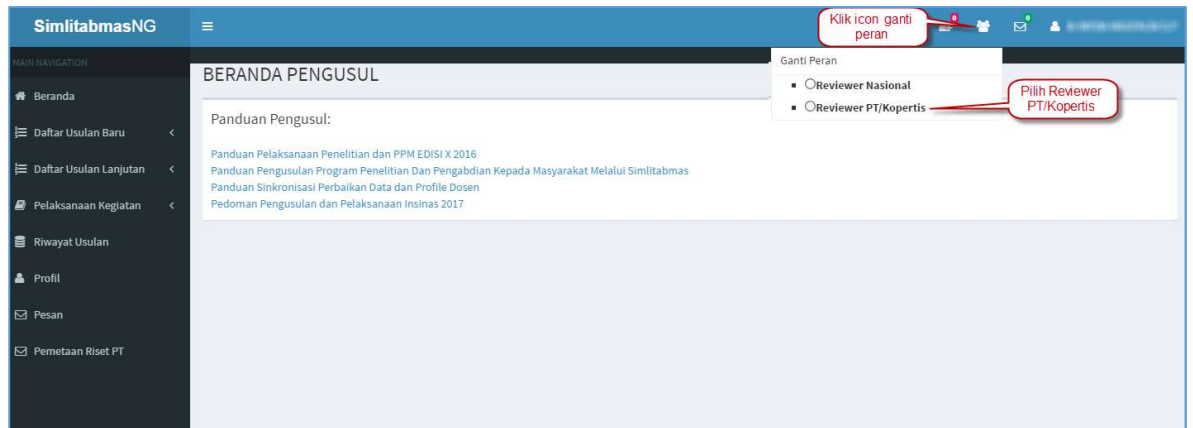 SimlitabmasNG
Klik icon ganti
peran
0
0
MAIN NAVIGATION
Beranda
Daftar Usulan Baru
Daftar Usulan Lanjutan
Pelaksanaan Kegiatan
Riwayat Usulan
Profil
Pesan
Pemetaan Riset PT
BERANDA PENGUSUL
Ganti Peran
Reviewer Nasional
Reviewer PT/Kopertis
Pilih Reviewer
PT/Kopertis
Panduan Pengusul:
Panduan Pelaksanaan Penelitian dan PPM EDISI X 2016
Panduan Pengusulan Program Penelitian Dan Pengabdian Kepada Masyarakat Melalui Simlitabmas
Panduan Sinkronisasi Perbaikan Data dan Profile Dosen
Pedoman Pengusulan dan Pelaksanaan Insinas 2017